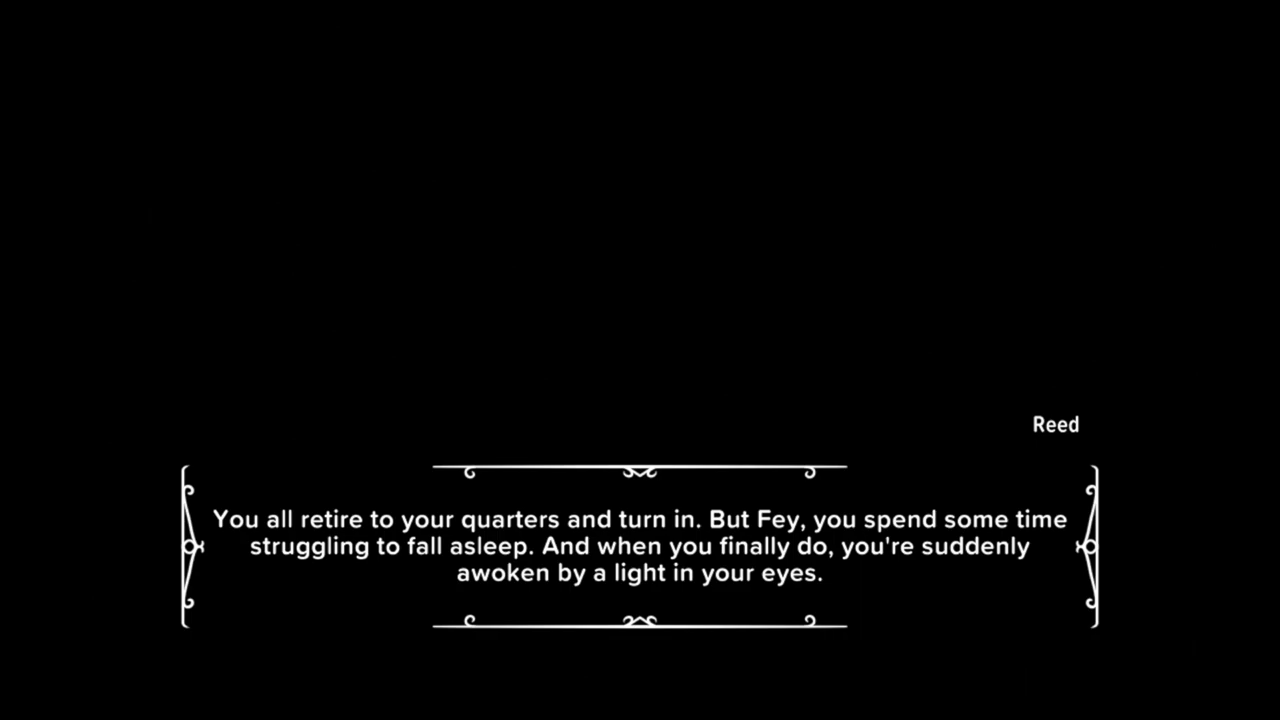 Reed
You all retire to your quarters and turn in. But Fey, you spend some time
struggling to fall asleep. And when you finally do, you're suddenly
awoken by a light in your eyes.